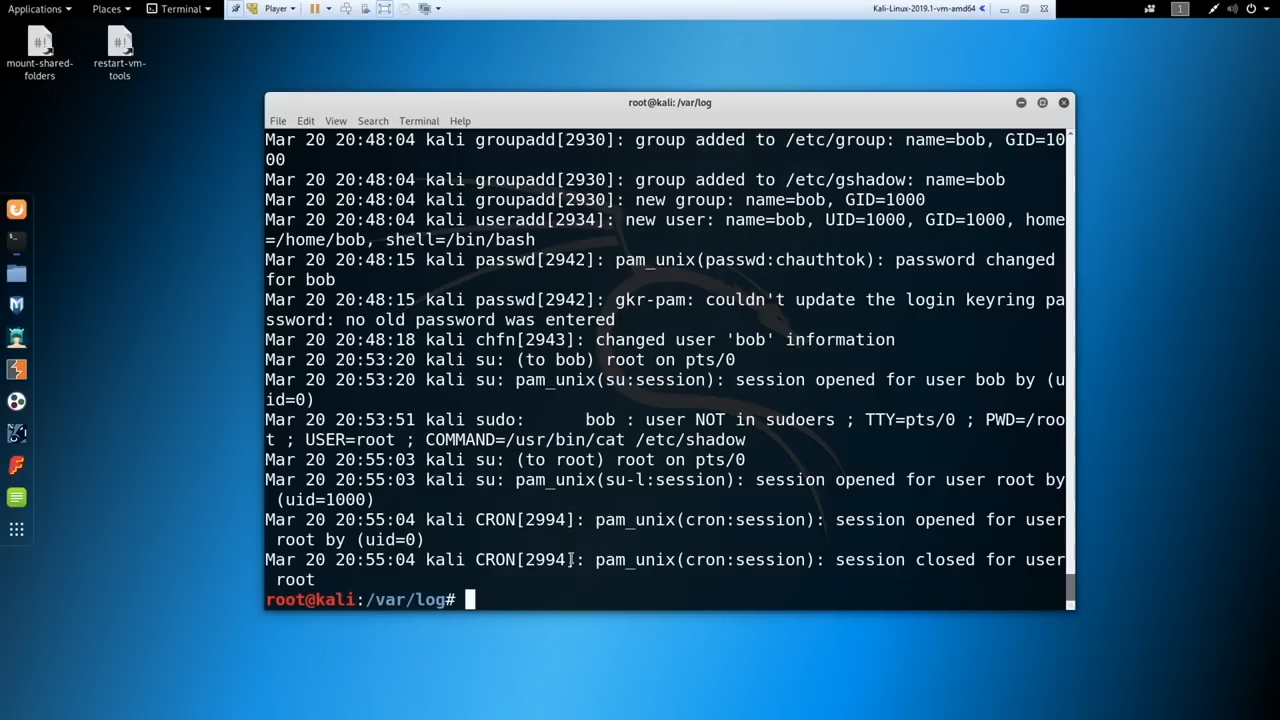 Applications Places Terminal Player Kali-Linux-2019.1-vm-amd64 1
mount-shared-folders
restart-vm-tools
root@kali: /var/log
File Edit View Search Terminal Help
Mar 20 20:48:04 kali groupadd[2930]: group added to /etc/group: name=bob, GID=10
00
Mar 20 20:48:04 kali groupadd[2930]: group added to /etc/gshadow: name=bob
Mar 20 20:48:04 kali groupadd[2930]: new group: name=bob, GID=1000
Mar 20 20:48:04 kali useradd[2934]: new user: name=bob, UID=1000, GID=1000, home
=/home/bob, shell=/bin/bash
Mar 20 20:48:15 kali passwd[2942]: pam_unix(passwd:chauthtok): password changed
for bob
Mar 20 20:48:15 kali passwd[2942]: gkr-pam: couldn't update the login keyring pa
ssword: no old password was entered
Mar 20 20:48:18 kali chfn[2943]: changed user 'bob' information
Mar 20 20:53:20 kali su: (to bob) root on pts/0
Mar 20 20:53:20 kali su: pam_unix(su:session): session opened for user bob by (u
id=0)
Mar 20 20:53:51 kali sudo:      bob : user NOT in sudoers ; TTY=pts/0 ; PWD=/roo
t ; USER=root ; COMMAND=/usr/bin/cat /etc/shadow
Mar 20 20:55:03 kali su: (to root) root on pts/0
Mar 20 20:55:03 kali su: pam_unix(su-l:session): session opened for user root by
 (uid=1000)
Mar 20 20:55:04 kali CRON[2994]: pam_unix(cron:session): session opened for user
 root by (uid=0)
Mar 20 20:55:04 kali CRON[2994]: pam_unix(cron:session): session closed for user
 root
root@kali:/var/log#